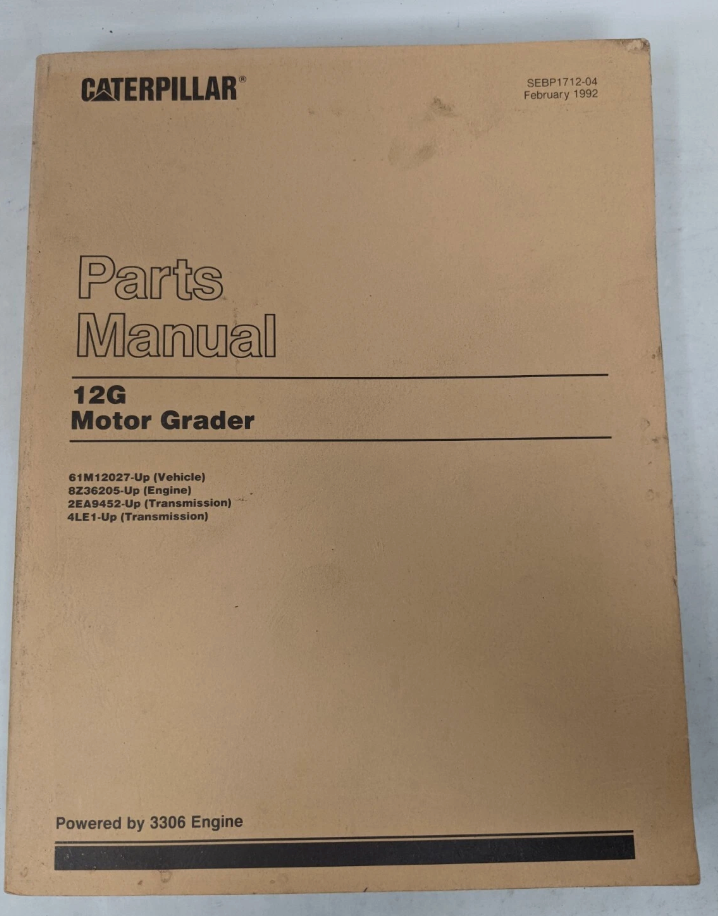 CATERPILLAR®
SEBP1712-04
February 1992
Parts
Manual
12G
Motor Grader
61M12027-Up (Vehicle)
8Z36205-Up (Engine)
2EA9452-Up (Transmission)
4LE1-Up (Transmission)
Powered by 3306 Engine